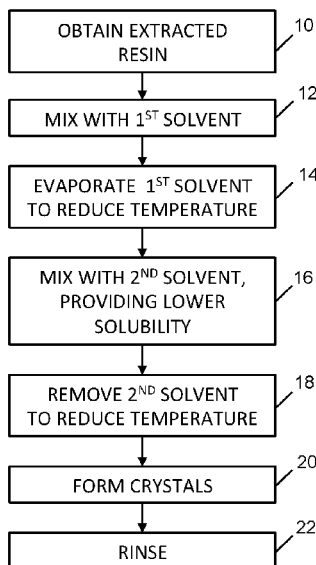 OBTAIN EXTRACTED
RESIN
10
MIX WITH 1ST SOLVENT
12
EVAPORATE 1ST SOLVENT
TO REDUCE TEMPERATURE
14
MIX WITH 2ND SOLVENT,
PROVIDING LOWER
SOLUBILITY
16
REMOVE 2ND SOLVENT
TO REDUCE TEMPERATURE
18
FORM CRYSTALS
20
RINSE
22